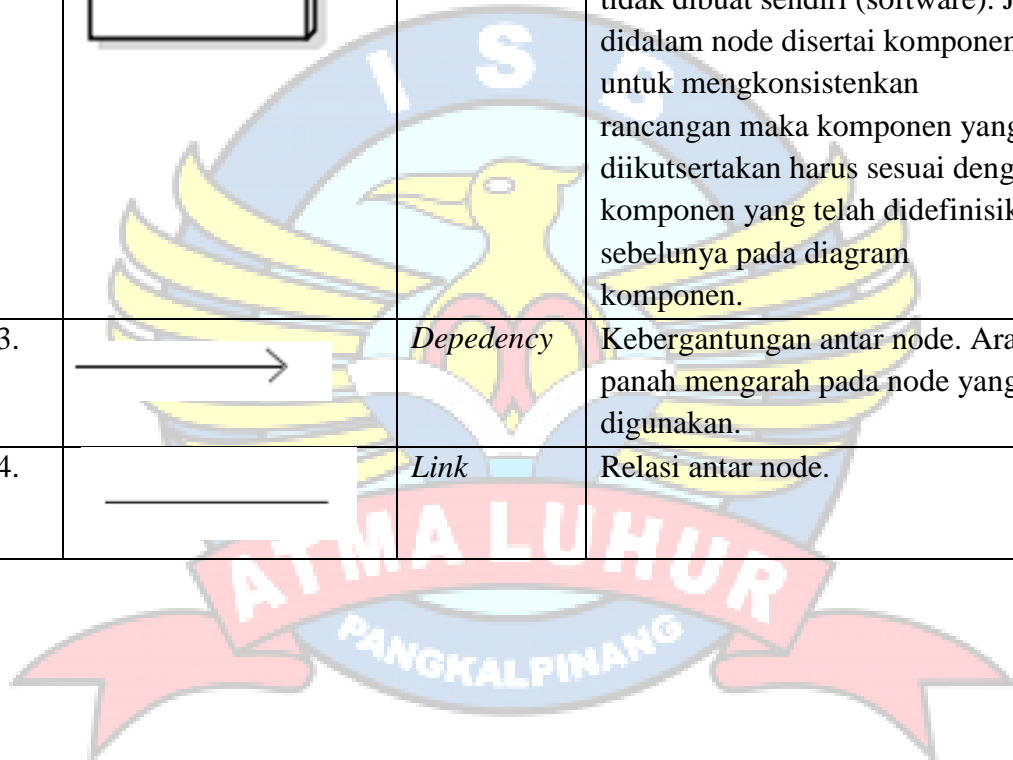 tidak dibuat sendiri (software). J
didalam node disertai komponen
untuk mengkonsistenkan
rancangan maka komponen yang
diikutsertakan harus sesuai deng
komponen yang telah didefinisik
sebelunya pada diagram
komponen.
3.
Depedency
Kebergantungan antar node. Ara
panah mengarah pada node yang
digunakan.
4.
Link
Relasi antar node.
I S B
ATMA LUHUR
PANGKALPINANG